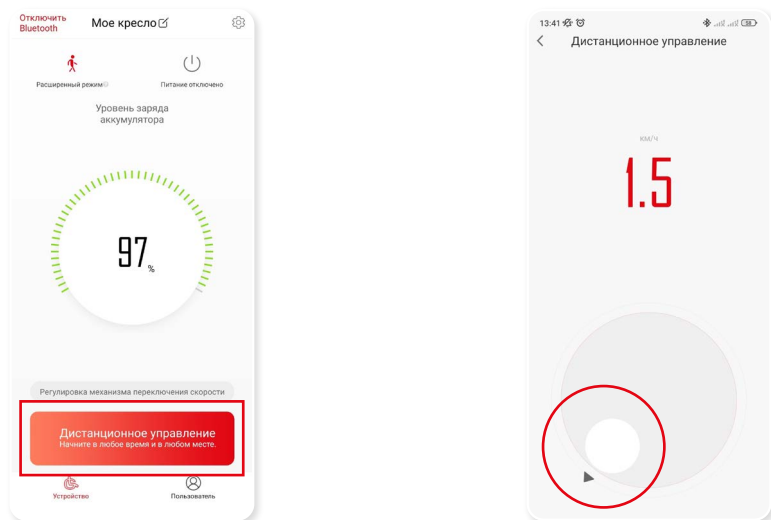 Отключить
Bluetooth
Мое кресло
Расширенный режим
Питание отключено
Уровень заряда
аккумулятора
97%
Регулировка механизма переключения скорости
Дистанционное управление
Начните в любое время и в любом месте.
Устройство
Пользователь
13:41
58
Дистанционное управление
км/ч
1.5